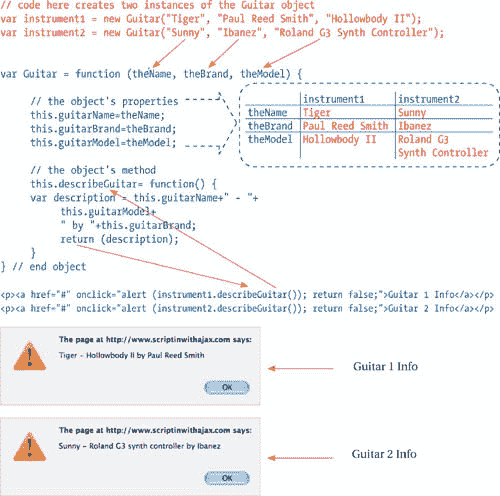 // code here creates two instances of the Guitar object
var instrument1 = new Guitar("Tiger", "Paul Reed Smith", "Hollowbody II");
var instrument2 = new Guitar("Sunny", "Ibanez", "Roland G3 Synth Controller");
var Guitar = function (theName, theBrand, theModel) {
// the object's properties
this.guitarName=theName;
this.guitarBrand=theBrand;
this.guitarModel=theModel;
instrument1 instrument2
theName Tiger Sunny
theBrand Paul Reed Smith Ibanez
theModel Hollowbody II Roland G3
Synth Controller
// the object's method
this.describeGuitar= function() {
var description = this.guitarName+" - "+
this.guitarModel+
" by "+this.guitarBrand;
return (description);
}
} // end object
<p><a href="#" onclick="alert (instrument1.describeGuitar()); return false;">Guitar 1 Info</a></p>
<p><a href="#" onclick="alert (instrument2.describeGuitar()); return false;">Guitar 2 Info</a></p>
The page at http://www.scriptinwithajax.com says:
Tiger - Hollowbody II by Paul Reed Smith
OK
Guitar 1 Info
The page at http://www.scriptinwithajax.com says:
Sunny - Roland G3 synth controller by Ibanez
OK
Guitar 2 Info